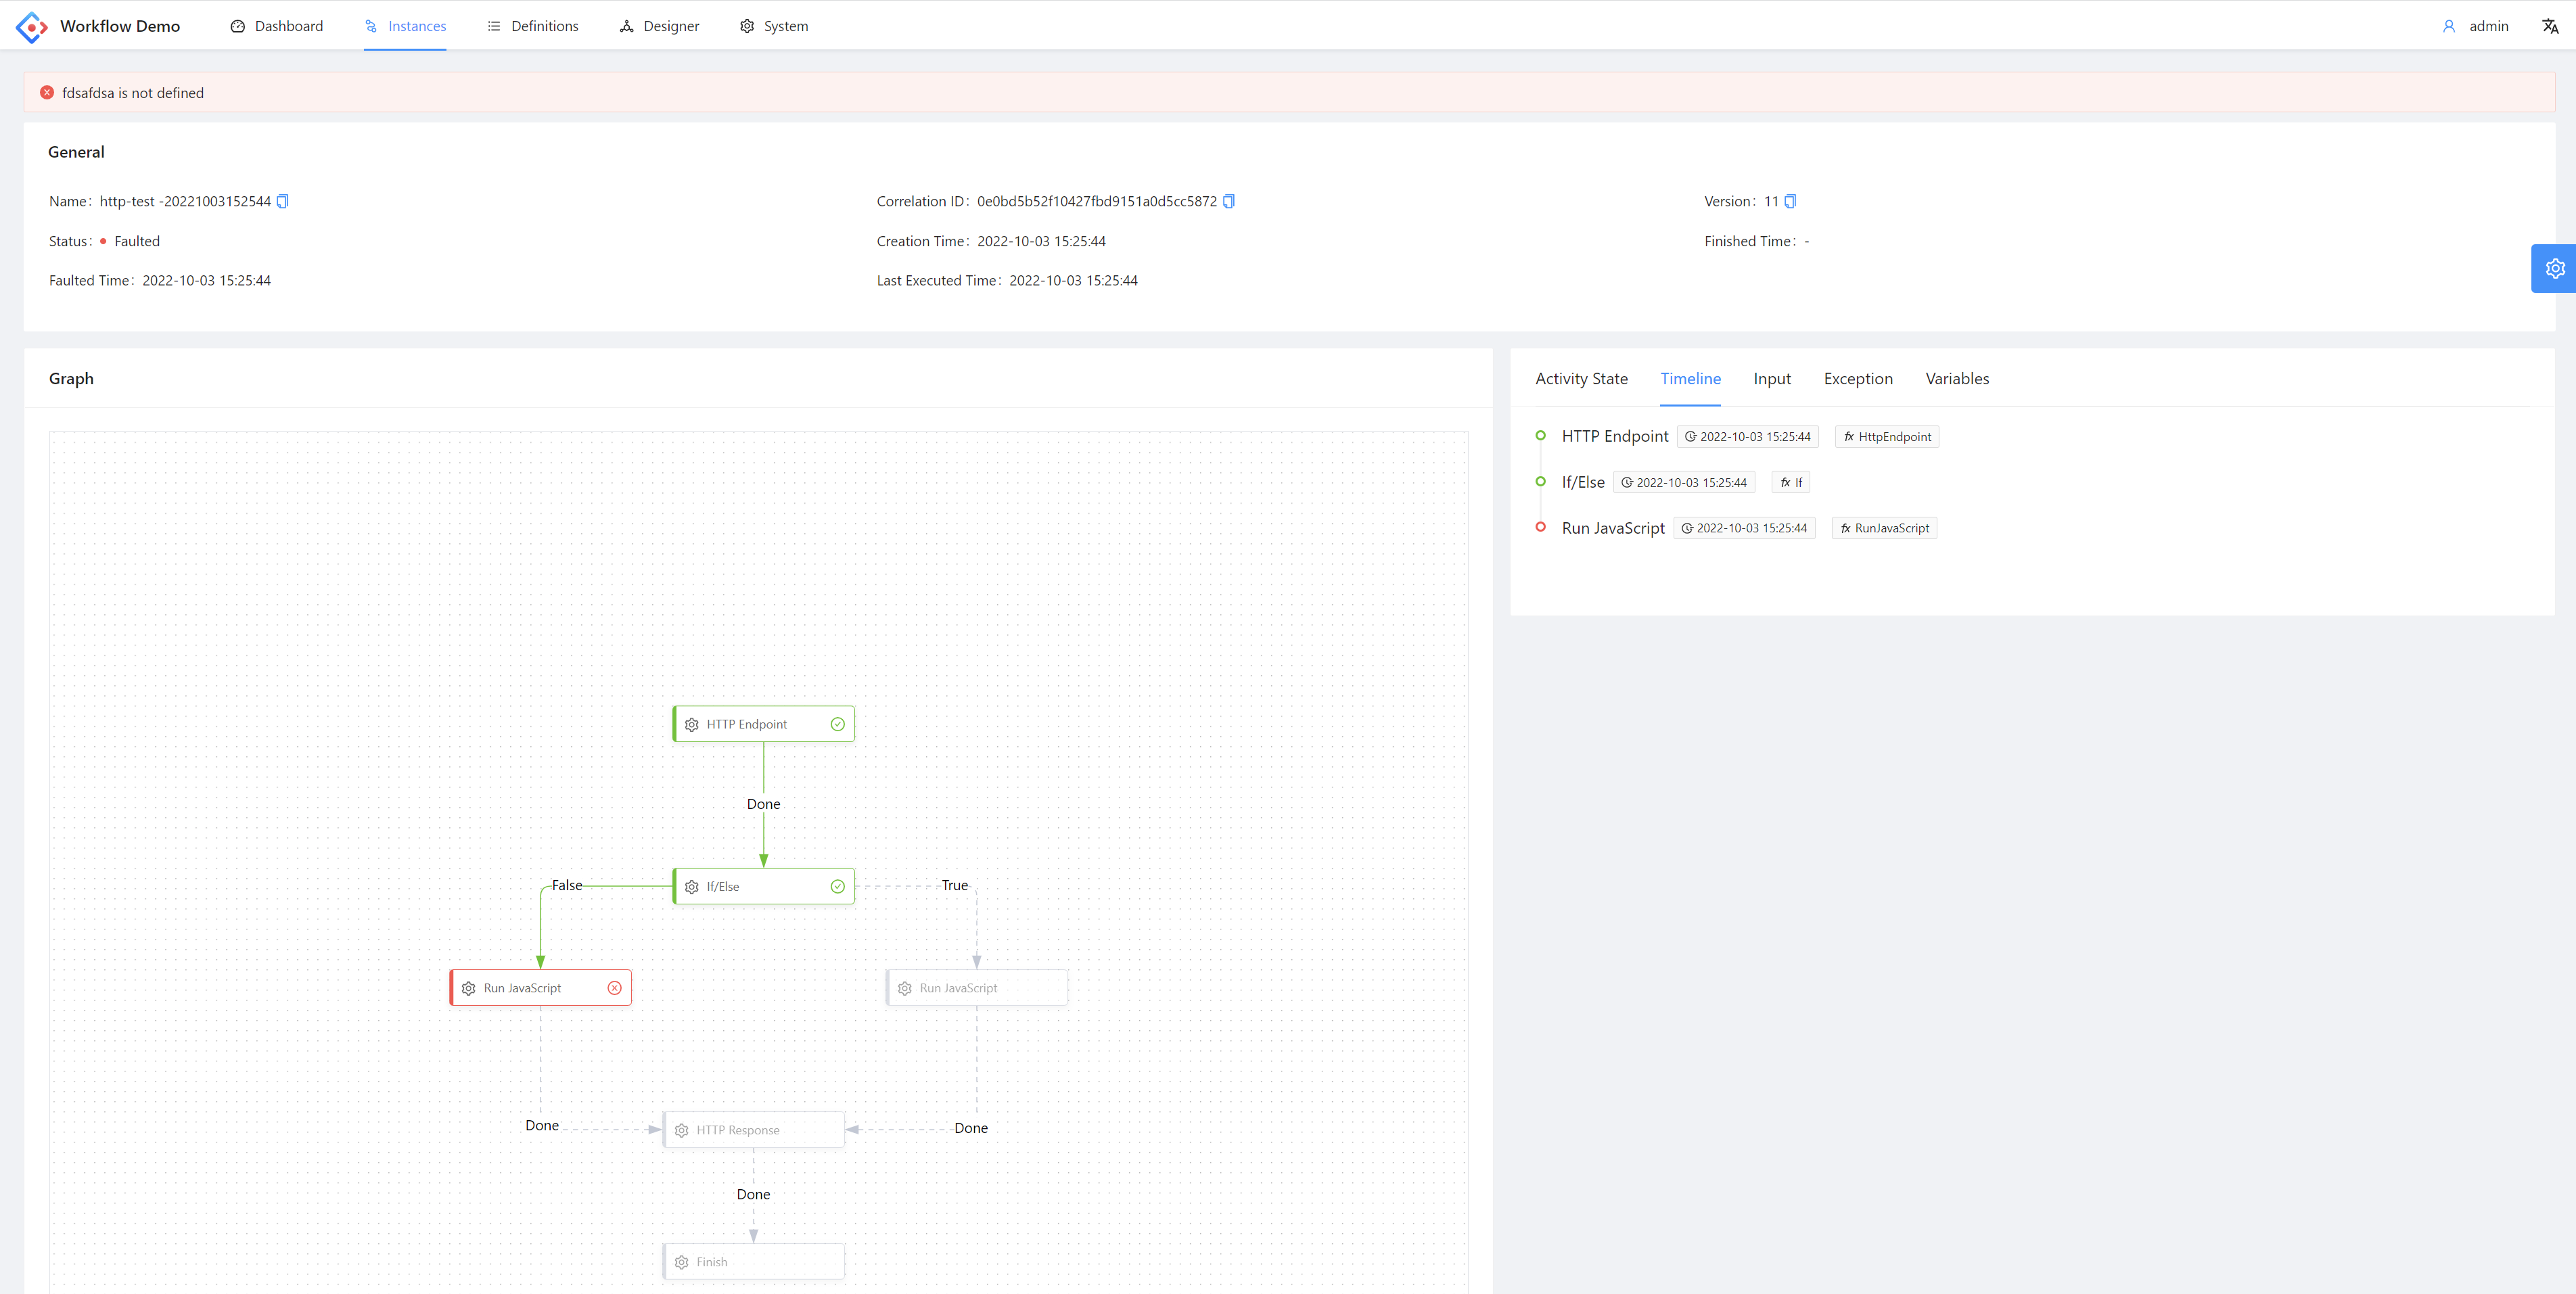 Workflow Demo Dashboard Instances Definitions Designer System admin
fdsafdsa is not defined
General
Name: http-test -20221003152544 Correlation ID: 0e0bd5b52f10427fbd9151a0d5cc5872 Version: 11
Status: Faulted Creation Time: 2022-10-03 15:25:44 Finished Time: -
Faulted Time: 2022-10-03 15:25:44 Last Executed Time: 2022-10-03 15:25:44
Graph
HTTP Endpoint
Done
False
If/Else
True
Run JavaScript
Run JavaScript
Done
HTTP Response
Done
Done
Finish
Activity State Timeline Input Exception Variables
HTTP Endpoint 2022-10-03 15:25:44 fx HttpEndpoint
If/Else 2022-10-03 15:25:44 fx If
Run JavaScript 2022-10-03 15:25:44 fx RunJavaScript